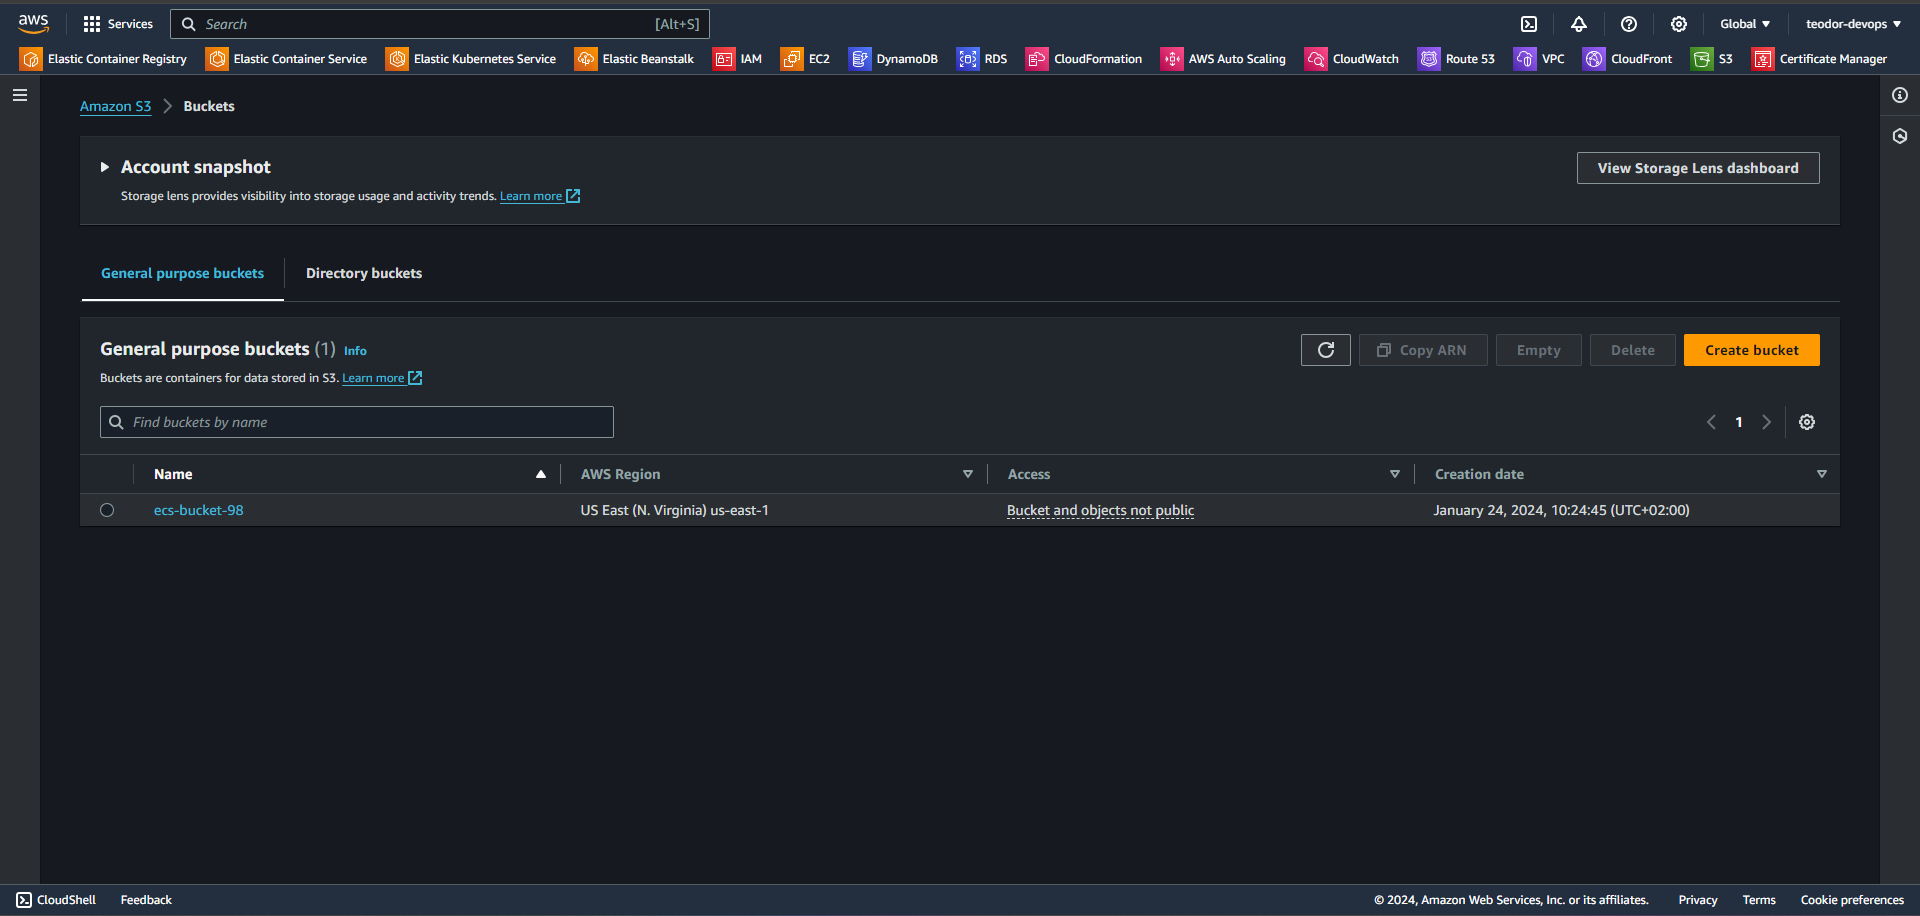 aws Services Search [Alt+S] Global teodor-devops
Elastic Container Registry Elastic Container Service Elastic Kubernetes Service Elastic Beanstalk IAM EC2 DynamoDB RDS CloudFormation AWS Auto Scaling CloudWatch Route 53 VPC CloudFront S3 Certificate Manager
Amazon S3 Buckets
Account snapshot View Storage Lens dashboard
Storage lens provides visibility into storage usage and activity trends. Learn more
General purpose buckets Directory buckets
General purpose buckets (1) Info Copy ARN Empty Delete Create bucket
Buckets are containers for data stored in S3. Learn more
Find buckets by name 1
Name AWS Region Access Creation date
ecs-bucket-98 US East (N. Virginia) us-east-1 Bucket and objects not public January 24, 2024, 10:24:45 (UTC+02:00)
CloudShell Feedback © 2024, Amazon Web Services, Inc. or its affiliates. Privacy Terms Cookie preferences